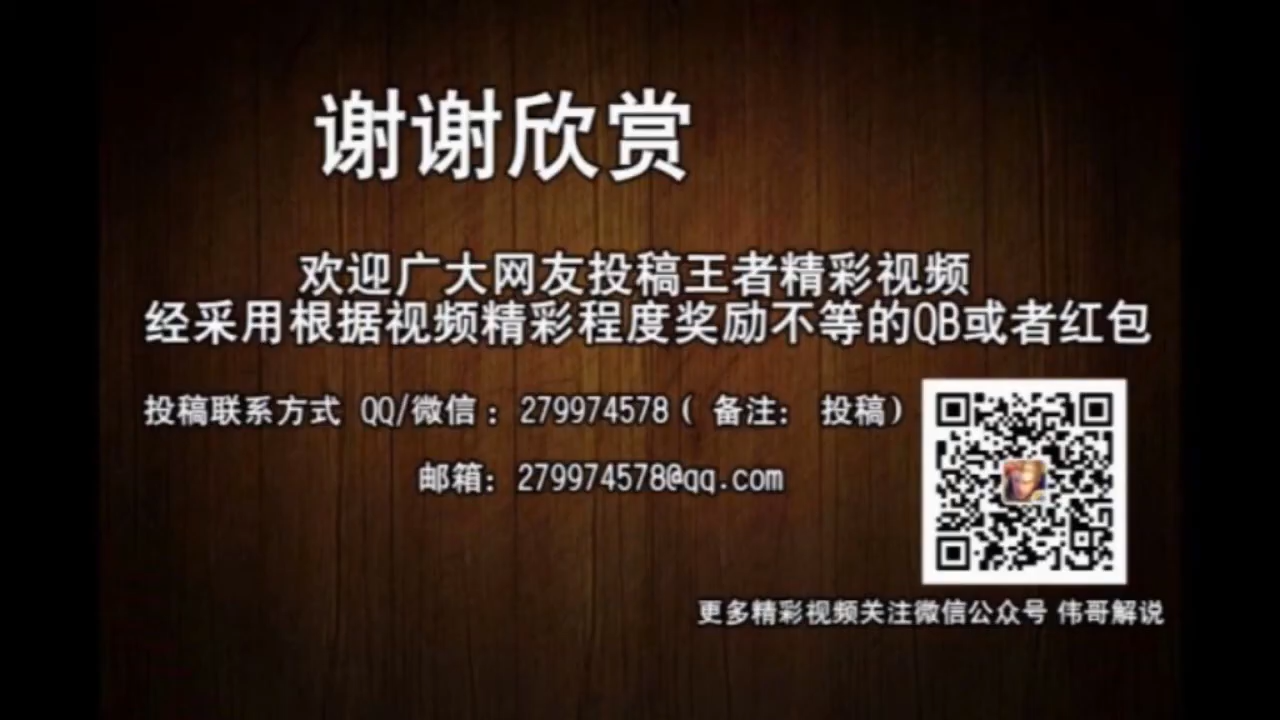 谢谢欣赏
欢迎广大网友投稿王者精彩视频
经采用根据视频精彩程度奖励不等的QB或者红包
投稿联系方式 QQ/微信：279974578（ 备注： 投稿）
邮箱：279974578@qq.com
更多精彩视频关注微信公众号 伟哥解说